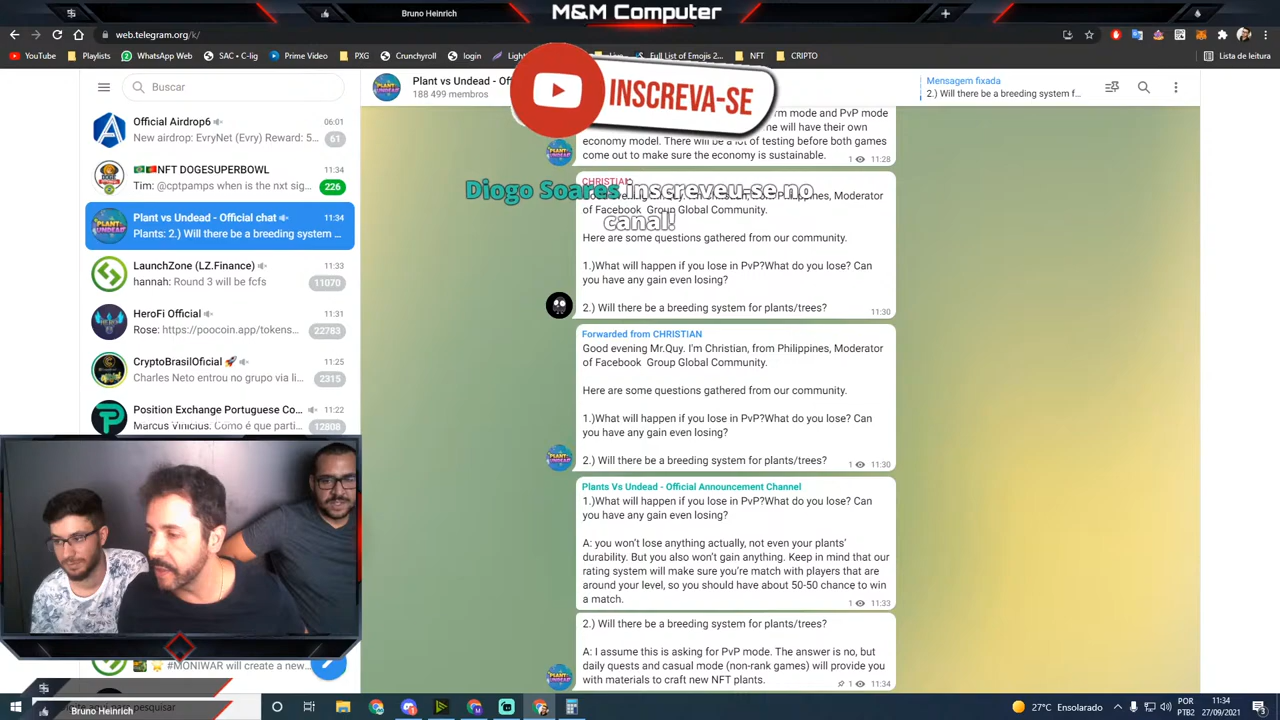 M&M Computer
Bruno Heinrich
web.telegram.org/k/
YouTube
Playlists
WhatsApp Web
SAC • C-lig
Prime Video
Crunchyroll
login
Full List of Emojis 2...
NFT
CRIPTO
Lista de leitura
Buscar
Plant vs Undead - Of
188 499 membros
INSCREVA-SE
Mensagem fixada
2.) Will there be a breeding system f...
Official Airdrop6
06:01
New airdrop: EvryNet (Evry) Reward: 5...
61
NFT DOGESUPERBOWL
11:34
Tim: @cptpamps when is the nxt sig...
226
Plant vs Undead - Official chat
11:34
Plants: 2.) Will there be a breeding system ...
LaunchZone (LZ.Finance)
11:33
hannah: Round 3 will be fcfs
11070
HeroFi Official
11:31
Rose: https://poocoin.app/tokens...
22783
CryptoBrasilOficial
11:25
Charles Neto entrou no grupo via li...
2315
Position Exchange Portuguese Co...
11:22
Marcus Vinicius: Como é que parti...
12808
#MONIWAR will create a new...
rm mode and PvP mode
ne will have their own
economy model. There will be a lot of testing before both games
come out to make sure the economy is sustainable.
1
11:28
CHRISTIAN
Diogo Soares inscreveu-se no
canal!
Philippines, Moderator
of Facebook Group Global Community.
Here are some questions gathered from our community.
1.)What will happen if you lose in PvP?What do you lose? Can
you have any gain even losing?
2.) Will there be a breeding system for plants/trees?
11:30
Forwarded from CHRISTIAN
Good evening Mr.Quy. I'm Christian, from Philippines, Moderator
of Facebook Group Global Community.
Here are some questions gathered from our community.
1.)What will happen if you lose in PvP?What do you lose? Can
you have any gain even losing?
2.) Will there be a breeding system for plants/trees?
1
11:30
Plants Vs Undead - Official Announcement Channel
1.)What will happen if you lose in PvP?What do you lose? Can
you have any gain even losing?
A: you won't lose anything actually, not even your plants'
durability. But you also won't gain anything. Keep in mind that our
rating system will make sure you're match with players that are
around your level, so you should have about 50-50 chance to win
a match.
1
11:33
2.) Will there be a breeding system for plants/trees?
A: I assume this is asking for PvP mode. The answer is no, but
daily quests and casual mode (non-rank games) will provide you
with materials to craft new NFT plants.
1
11:34
te aqui para pesquisar
Bruno Heinrich
27°C Ensolarado
POR
PTB2
11:34
27/09/2021